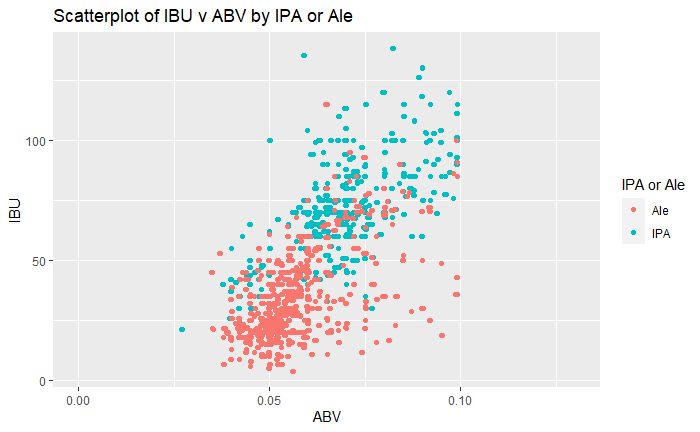 Scatterplot of IBU v ABV by IPA or Ale
100
50
0
IBU
0.00
0.05
0.10
ABV
IPA or Ale
Ale
IPA